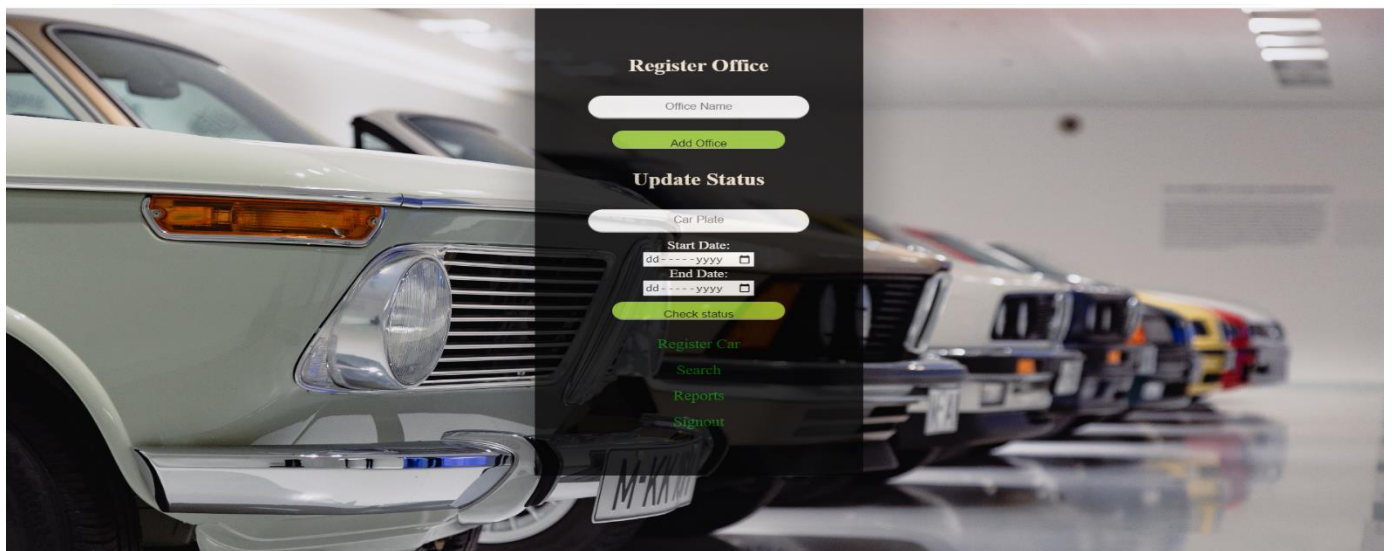 Register Office
Office Name
Add Office
Update Status
Car Plate
Start Date:
dd-----yyyy
End Date:
dd-----yyyy
Check status
Register Car
Search
Reports
Signout